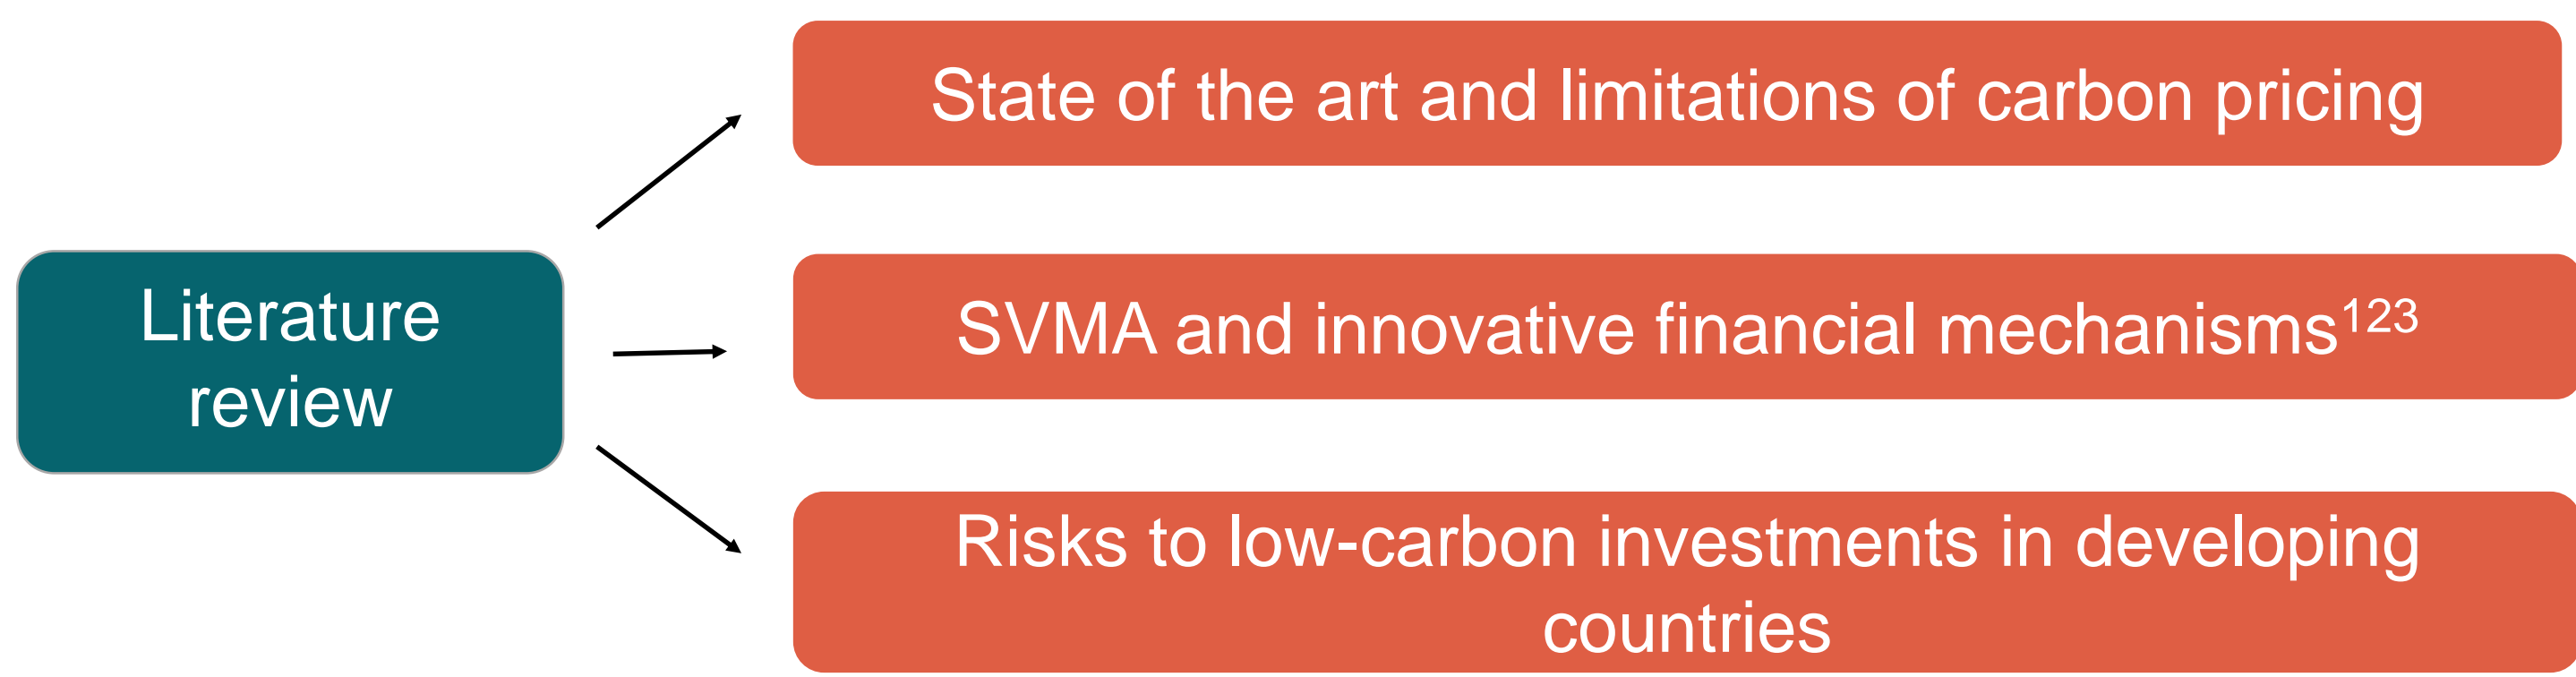 State of the art and limitations of carbon pricing
Literature
review
SVMA and innovative financial mechanisms¹²³
Risks to low-carbon investments in developing
countries